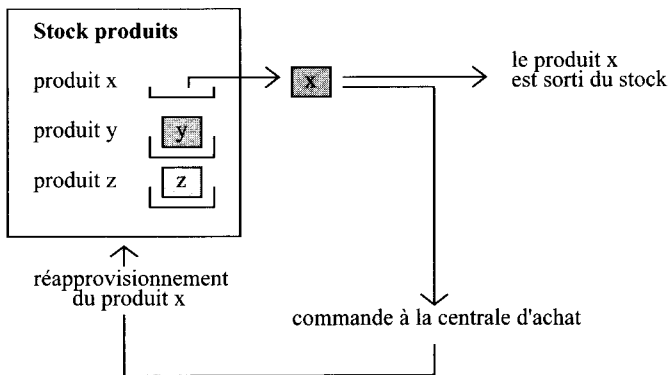 Stock produits
produit x
x
le produit x
est sorti du stock
produit y
y
produit z
z
réapprovisionnement
du produit x
commande à la centrale d'achat